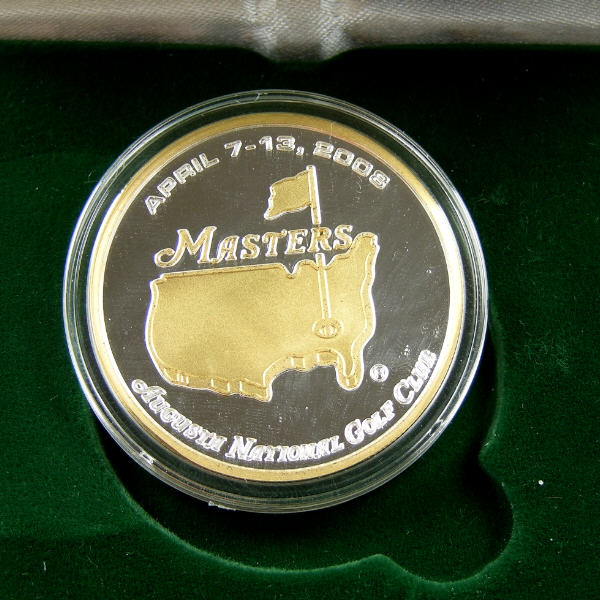 APRIL 7-13, 2008
MASTERS
®
AUGUSTA NATIONAL GOLF CLUB